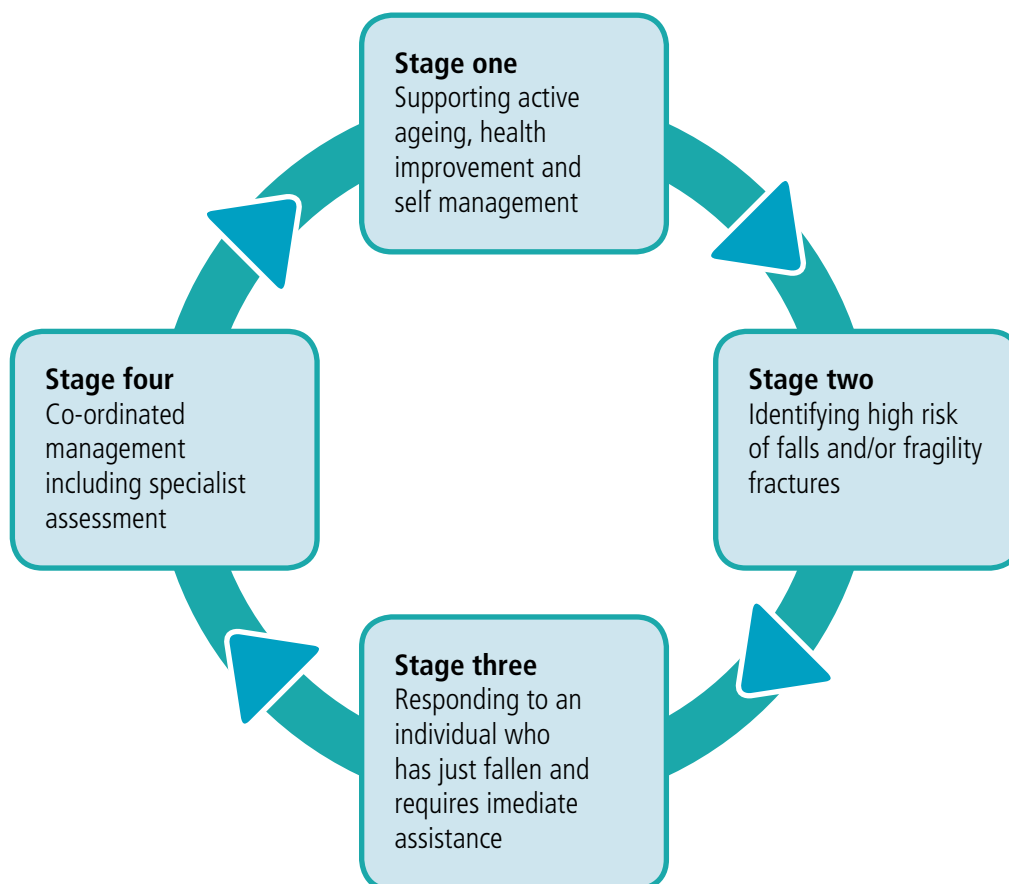 Stage one
Supporting active
ageing, health
improvement and
self management
Stage two
Identifying high risk
of falls and/or fragility
fractures
Stage three
Responding to an
individual who
has just fallen and
requires imediate
assistance
Stage four
Co-ordinated
management
including specialist
assessment